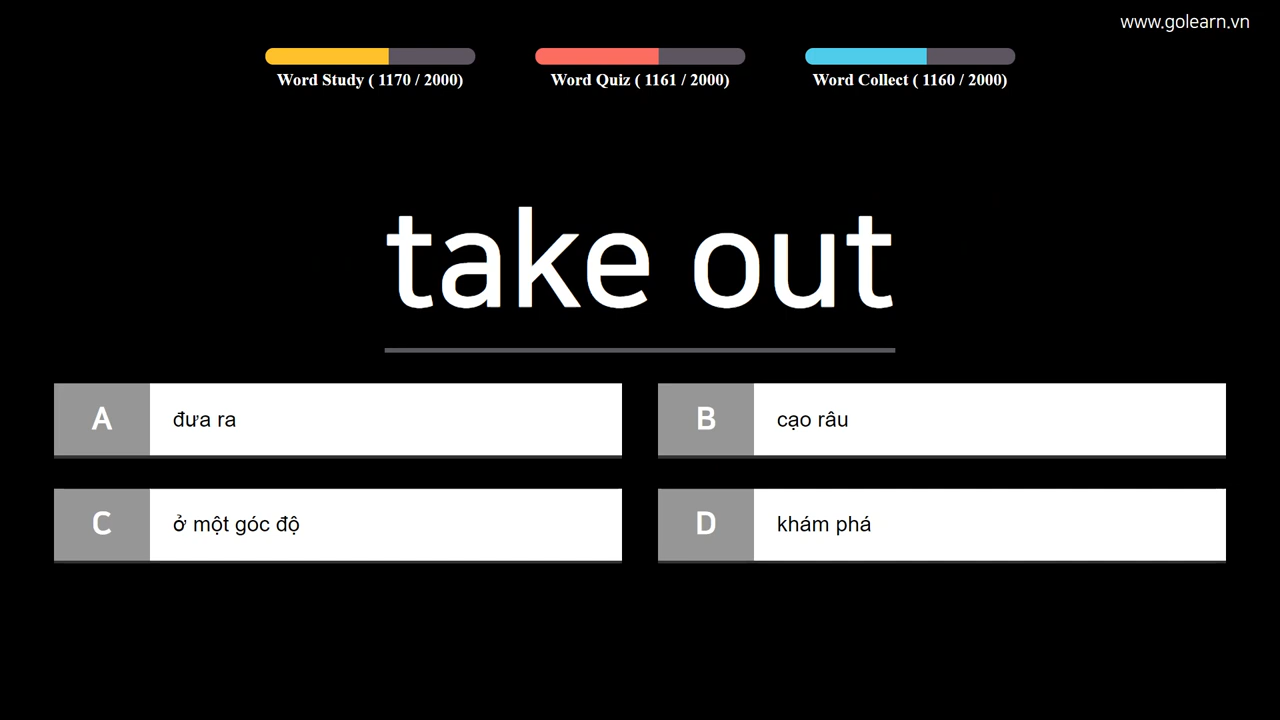 www.golearn.vn
Word Study ( 1170 / 2000)
Word Quiz ( 1161 / 2000)
Word Collect ( 1160 / 2000)
take out
A đưa ra
B cạo râu
C ở một góc độ
D khám phá